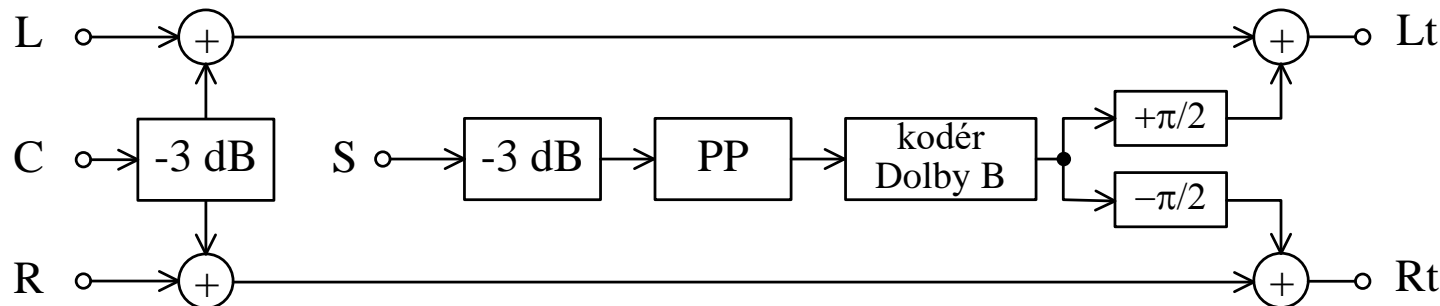 L
+
+
Lt
C
-3 dB
S
-3 dB
PP
kodér
Dolby B
+π/2
−π/2
R
+
+
Rt